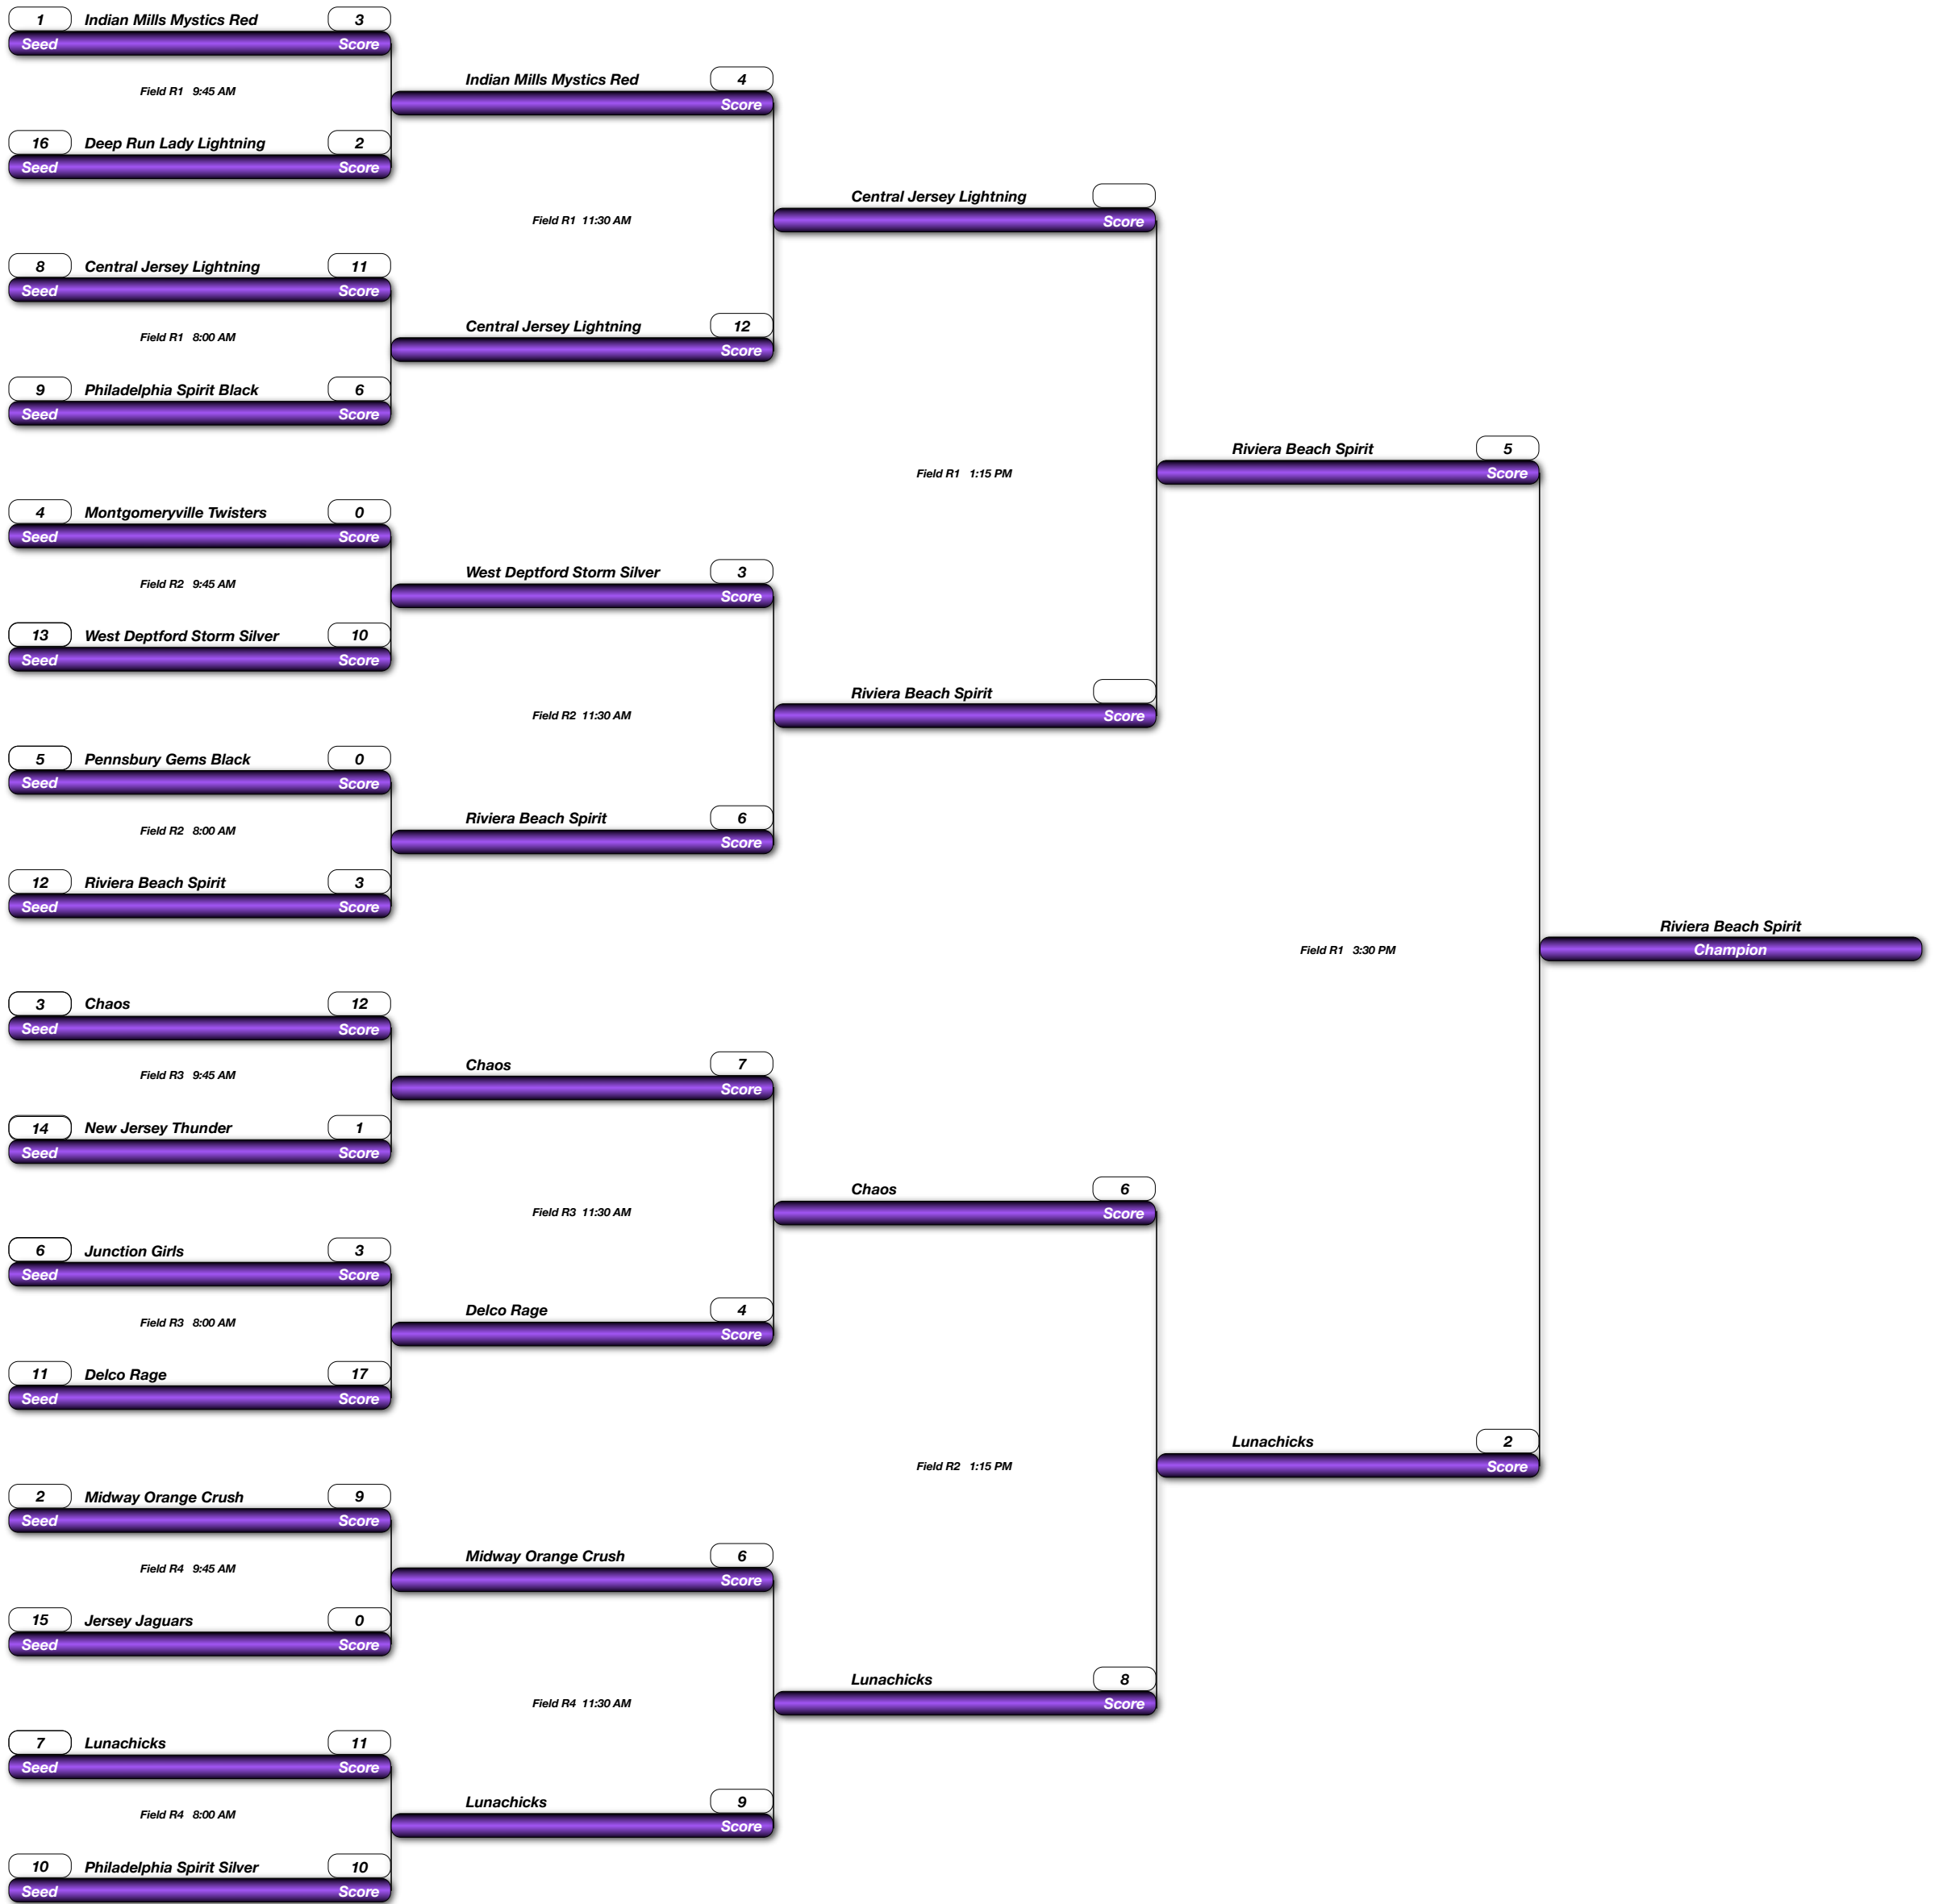 1 Indian Mills Mystics Red 3
Seed Score
Field R1 9:45 AM
16 Deep Run Lady Lightning 2
Seed Score
8 Central Jersey Lightning 11
Seed Score
Field R1 8:00 AM
9 Philadelphia Spirit Black 6
Seed Score
4 Montgomeryville Twisters 0
Seed Score
Field R2 9:45 AM
13 West Deptford Storm Silver 10
Seed Score
5 Pennsbury Gems Black 0
Seed Score
Field R2 8:00 AM
12 Riviera Beach Spirit 3
Seed Score
3 Chaos 12
Seed Score
Field R3 9:45 AM
14 New Jersey Thunder 1
Seed Score
6 Junction Girls 3
Seed Score
Field R3 8:00 AM
11 Delco Rage 17
Seed Score
2 Midway Orange Crush 9
Seed Score
Field R4 9:45 AM
15 Jersey Jaguars 0
Seed Score
7 Lunachicks 11
Seed Score
Field R4 8:00 AM
10 Philadelphia Spirit Silver 10
Seed Score
Indian Mills Mystics Red 4
Score
Field R1 11:30 AM
Central Jersey Lightning 12
Score
West Deptford Storm Silver 3
Score
Field R2 11:30 AM
Riviera Beach Spirit 6
Score
Chaos 7
Score
Field R3 11:30 AM
Delco Rage 4
Score
Midway Orange Crush 6
Score
Field R4 11:30 AM
Lunachicks 9
Score
Central Jersey Lightning
Score
Field R1 1:15 PM
Riviera Beach Spirit
Score
Chaos 6
Score
Field R2 1:15 PM
Lunachicks 8
Score
Riviera Beach Spirit 5
Score
Field R1 3:30 PM
Lunachicks 2
Score
Riviera Beach Spirit
Champion